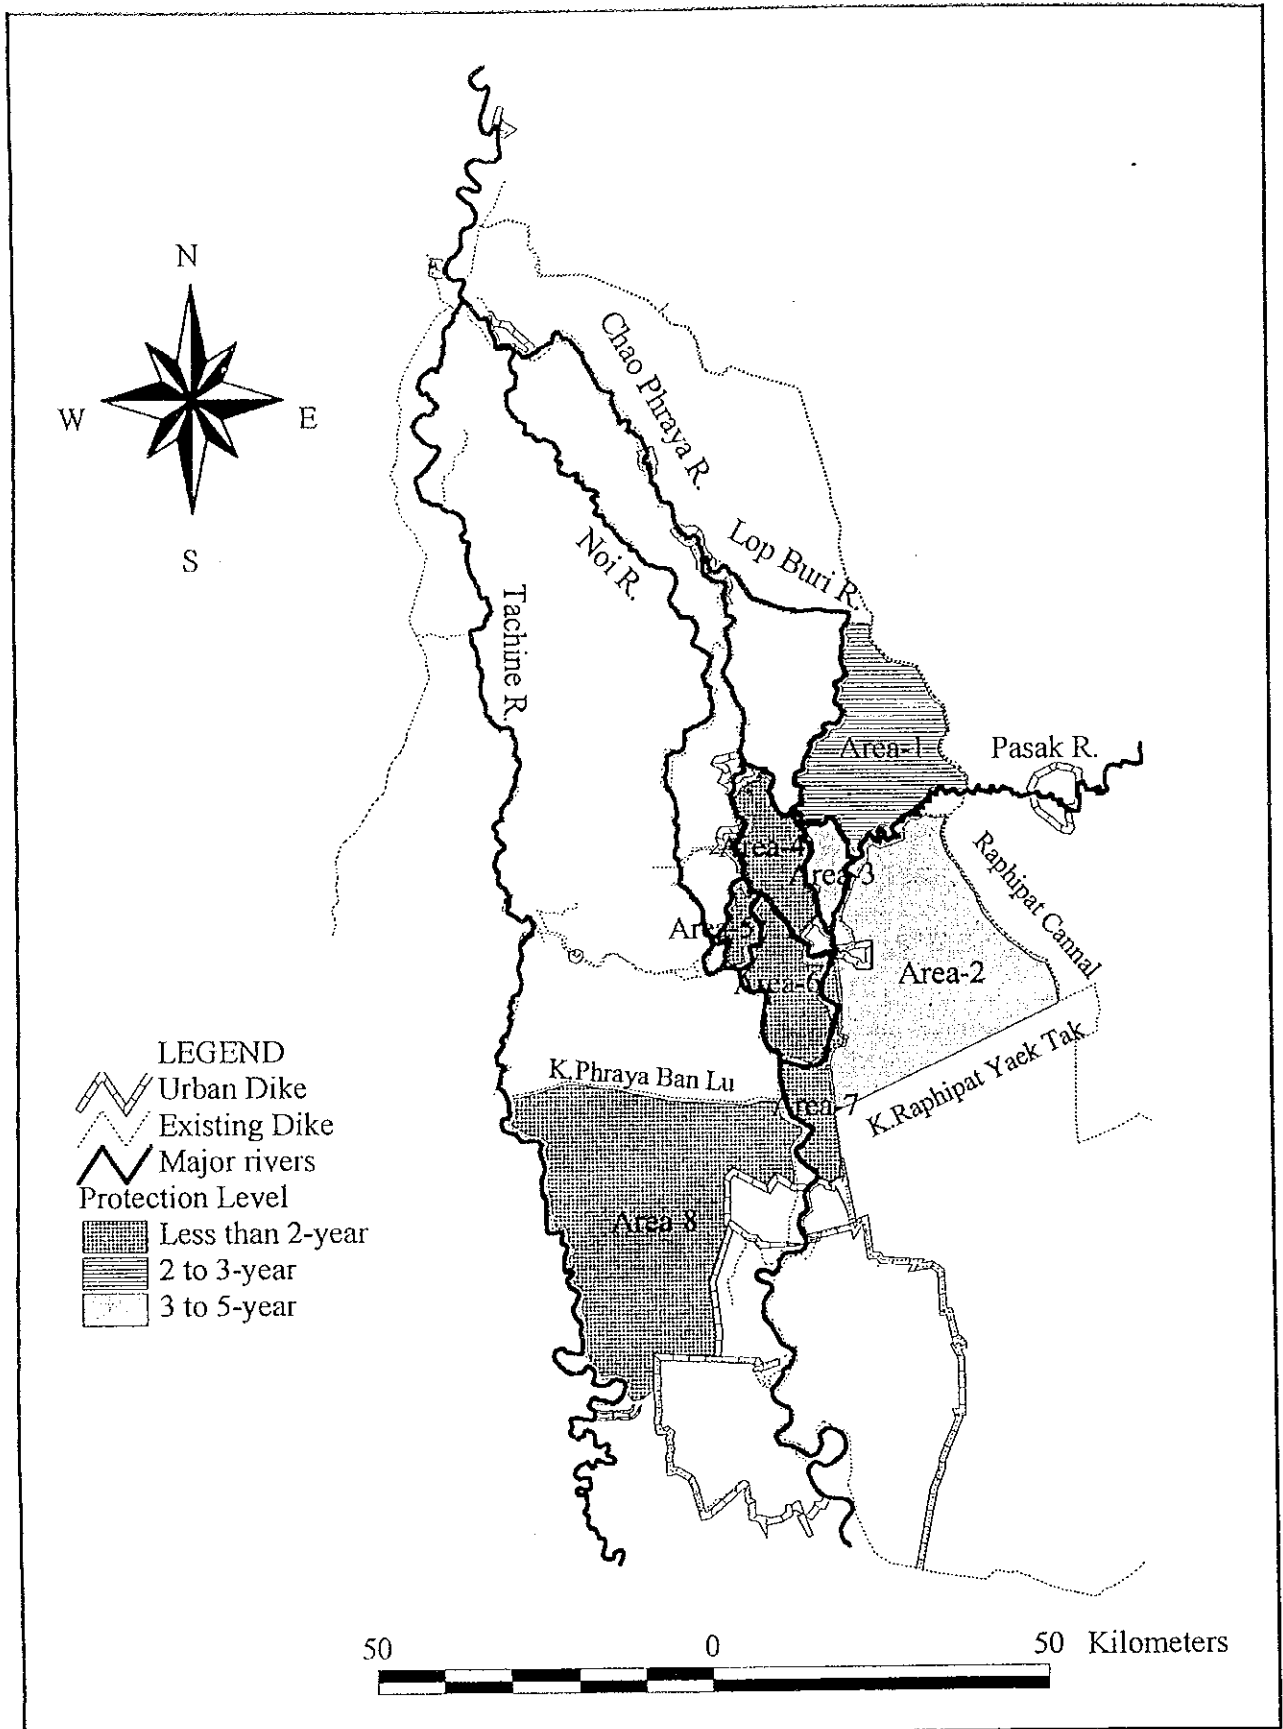 N
W
E
S
Chao Phraya R.
Noi R.
Lop Buri R.
Tachine R.
Area-1
Pasak R.
Area-4
Area-3
Raphipat Cannal
Area-5
Area-2
Area-6
K.Phraya Ban Lu
Area-7
K.Raphipat Yaek Tak
Area-8
LEGEND
Urban Dike
Existing Dike
Major rivers
Protection Level
Less than 2-year
2 to 3-year
3 to 5-year
50
0
50 Kilometers